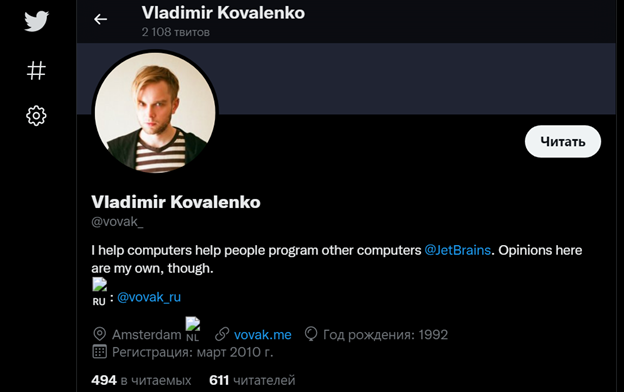 Vladimir Kovalenko
2 108 твитов
Читать
Vladimir Kovalenko
@vovak_
I help computers help people program other computers @JetBrains. Opinions here
are my own, though.
RU : @vovak_ru
Amsterdam NL vovak.me Год рождения: 1992
Регистрация: март 2010 г.
494 в читаемых 611 читателей